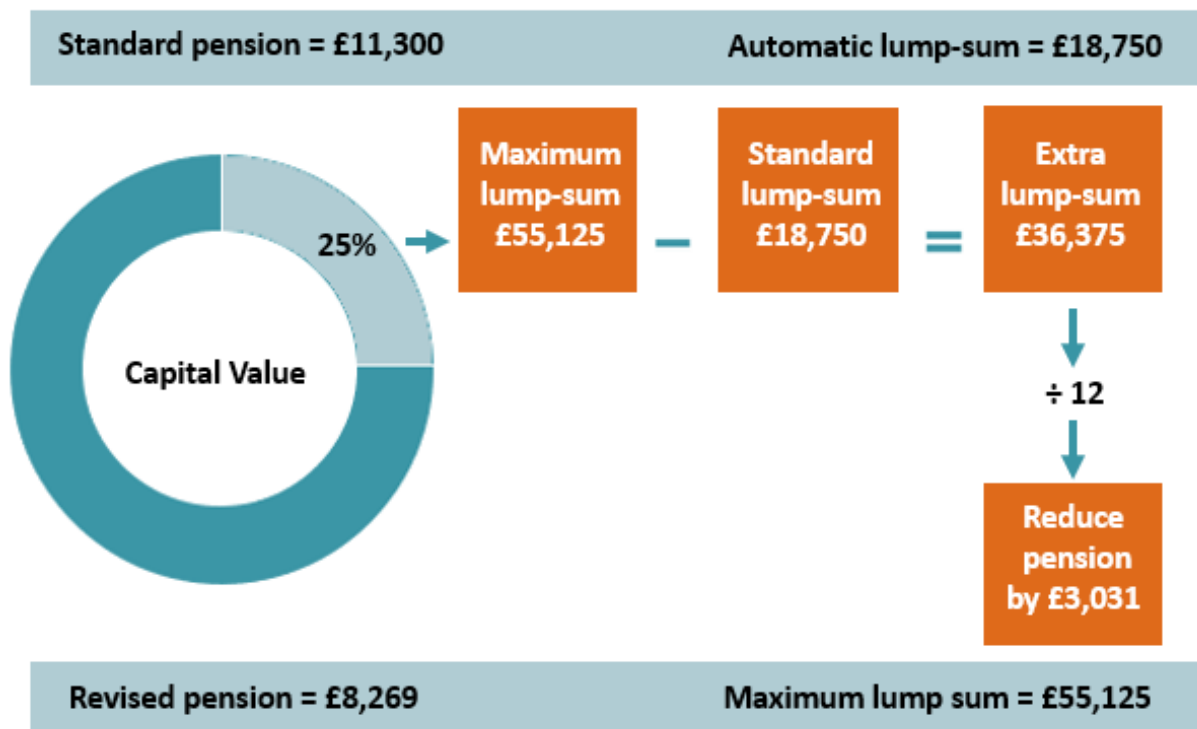 Standard pension = £11,300
Automatic lump-sum = £18,750
Maximum
lump-sum
£55,125
–
Standard
lump-sum
£18,750
=
Extra
lump-sum
£36,375
25%
Capital Value
÷ 12
Reduce
pension
by £3,031
Revised pension = £8,269
Maximum lump sum = £55,125